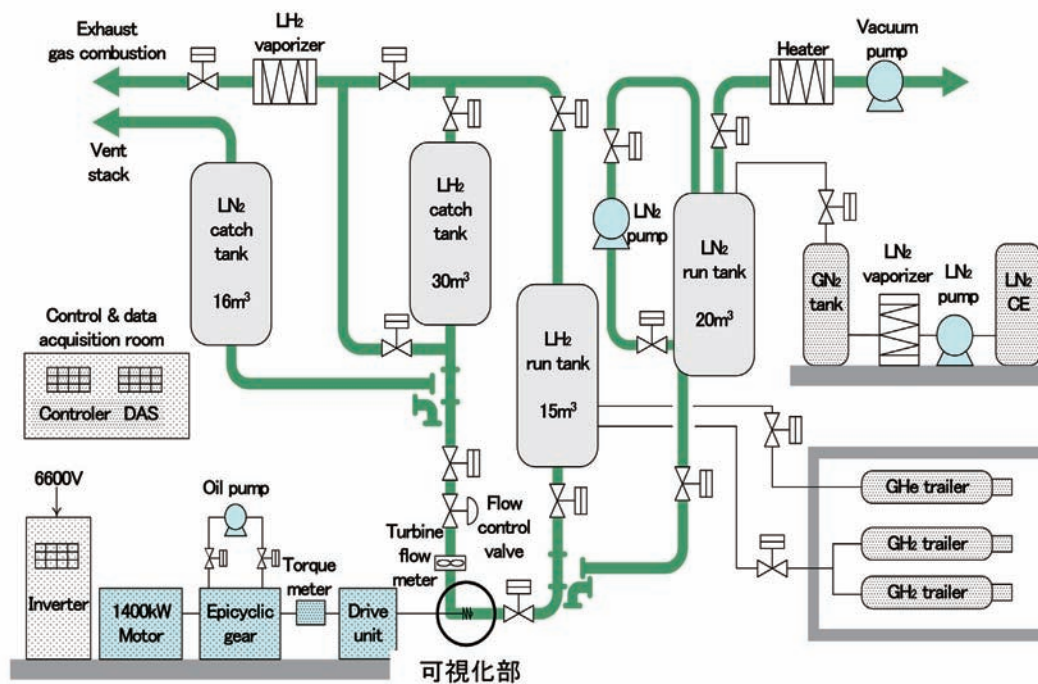 Exhaust
gas combustion
LH₂
vaporizer
Heater
Vacuum
pump
Vent
stack
LN₂
catch
tank
16m³
LH₂
catch
tank
30m³
LN₂
pump
LN₂
run tank
20m³
GN₂
tank
LN₂
vaporizer
LN₂
pump
LN₂
CE
LH₂
run tank
15m³
Control & data
acquisition room
Controler
DAS
6600V
Oil pump
Inverter
1400kW
Motor
Epicyclic
gear
Torque
meter
Drive
unit
Turbine
flow
meter
Flow
control
valve
可視化部
GHe trailer
GH₂ trailer
GH₂ trailer